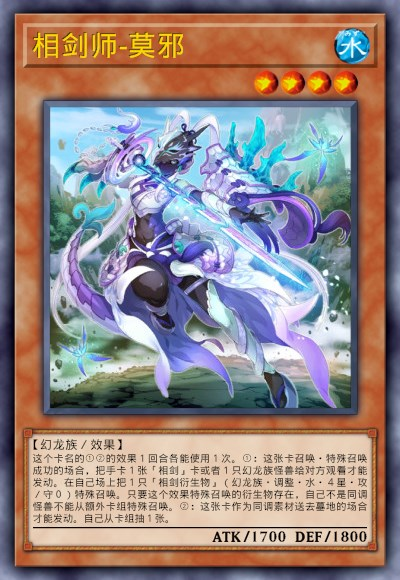 相剑师-莫邪
水
【幻龙族／效果】
这个卡名的①②的效果1回合各能使用1次。①：这张卡召唤・特殊召唤
成功的场合，把手卡1张「相剑」卡或者1只幻龙族怪兽给对方观看才能
发动。在自己场上把1只「相剑衍生物」（幻龙族・调整・水・4星・攻
／守0）特殊召唤。只要这个效果特殊召唤的衍生物存在，自己不是同调
怪兽不能从额外卡组特殊召唤。②：这张卡作为同调素材送去墓地的场合
才能发动。自己从卡组抽1张。
ATK/1700 DEF/1800